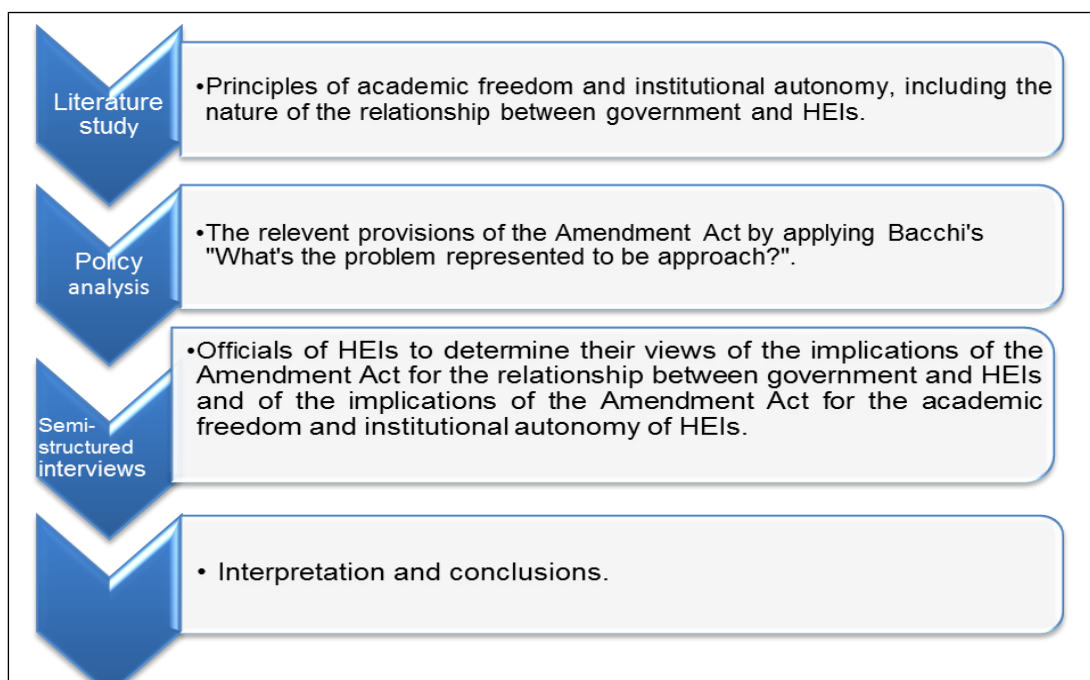 Literature
study
•Principles of academic freedom and institutional autonomy, including the
nature of the relationship between government and HEIs.
Policy
analysis
•The relevent provisions of the Amendment Act by applying Bacchi's
"What's the problem represented to be approach?".
Semi-
structured
interviews
•Officials of HEIs to determine their views of the implications of the
Amendment Act for the relationship between government and HEIs
and of the implications of the Amendment Act for the academic
freedom and institutional autonomy of HEIs.
• Interpretation and conclusions.